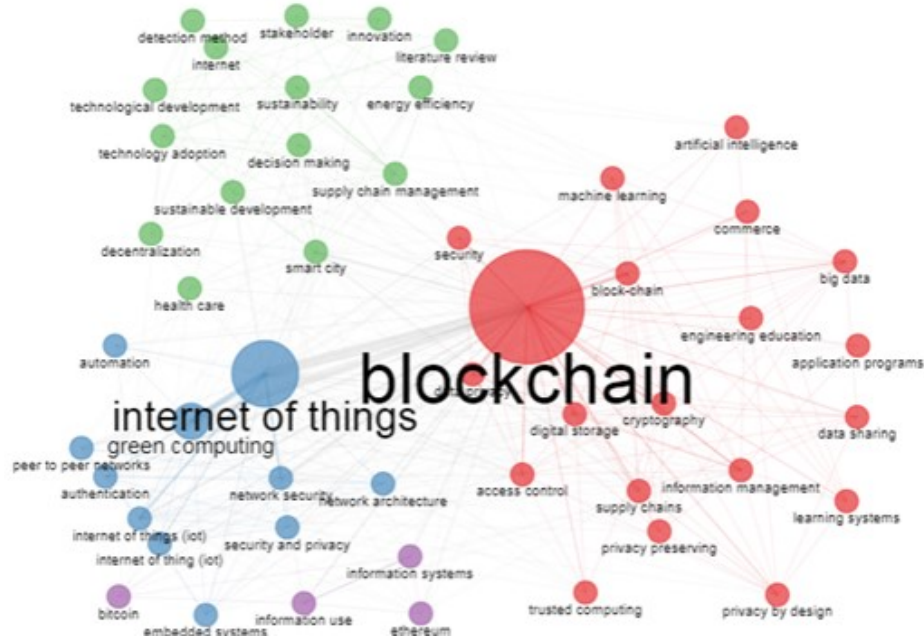 detection method
stakeholder
innovation
internet
literature review
technological development
sustainability
energy efficiency
technology adoption
decision making
supply chain management
sustainable development
decentralization
smart city
health care
artificial intelligence
machine learning
commerce
security
block-chain
big data
engineering education
application programs
automation
blockchain
data privacy
internet of things
green computing
digital storage
cryptography
data sharing
peer to peer networks
authentication
network security
network architecture
access control
supply chains
information management
learning systems
internet of things (iot)
internet of thing (iot)
security and privacy
privacy preserving
information systems
bitcoin
embedded systems
information use
ethereum
trusted computing
privacy by design